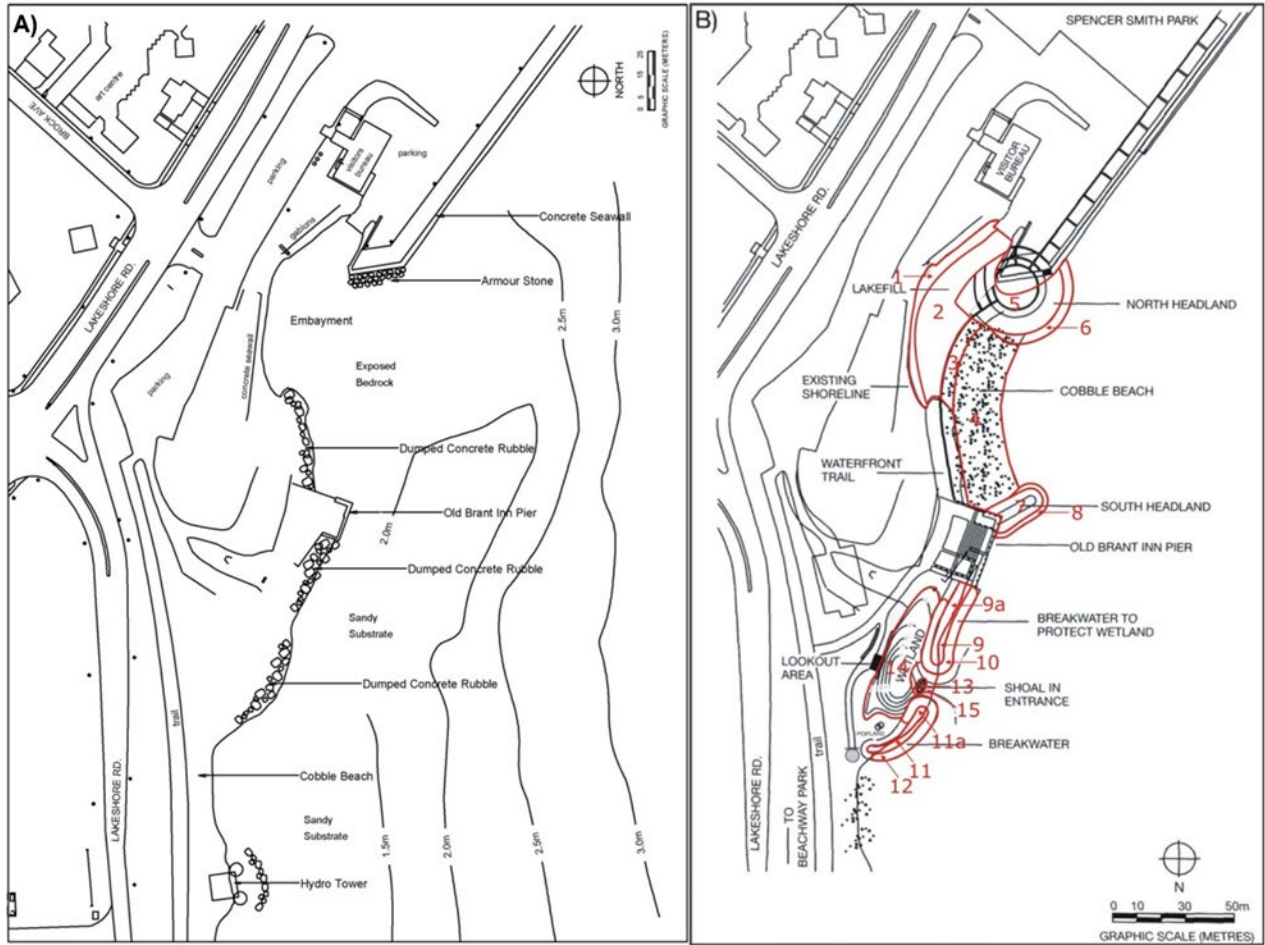 A)
art centre
BROCK AVE
NORTH
0 5 15 25
GRAPHIC SCALE (METERS)
parking
visitors
bureau
parking
gabions
Concrete Seawall
LAKESHORE RD.
Armour Stone
Embayment
2.5m
3.0m
concrete seawall
Exposed
Bedrock
parking
Dumped Concrete Rubble
Old Brant Inn Pier
2.0m
Dumped Concrete Rubble
Sandy
Substrate
Dumped Concrete Rubble
trail
Cobble Beach
LAKESHORE RD.
Sandy
Substrate
1.5m
2.0m
2.5m
3.0m
Hydro Tower
B)
SPENCER SMITH PARK
VISITOR
BUREAU
LAKESHORE RD.
1
LAKEFILL
2
5
NORTH HEADLAND
6
3
EXISTING
SHORELINE
COBBLE BEACH
4
WATERFRONT
TRAIL
7
SOUTH HEADLAND
8
OLD BRANT INN PIER
9a
BREAKWATER TO
PROTECT WETLAND
WETLAND
9
LOOKOUT
AREA
14
10
13
SHOAL IN
ENTRANCE
15
POPLARS
11a
BREAKWATER
trail
11
12
LAKESHORE RD.
TO
BEACHWAY PARK
N
0 10 30 50m
GRAPHIC SCALE (METRES)